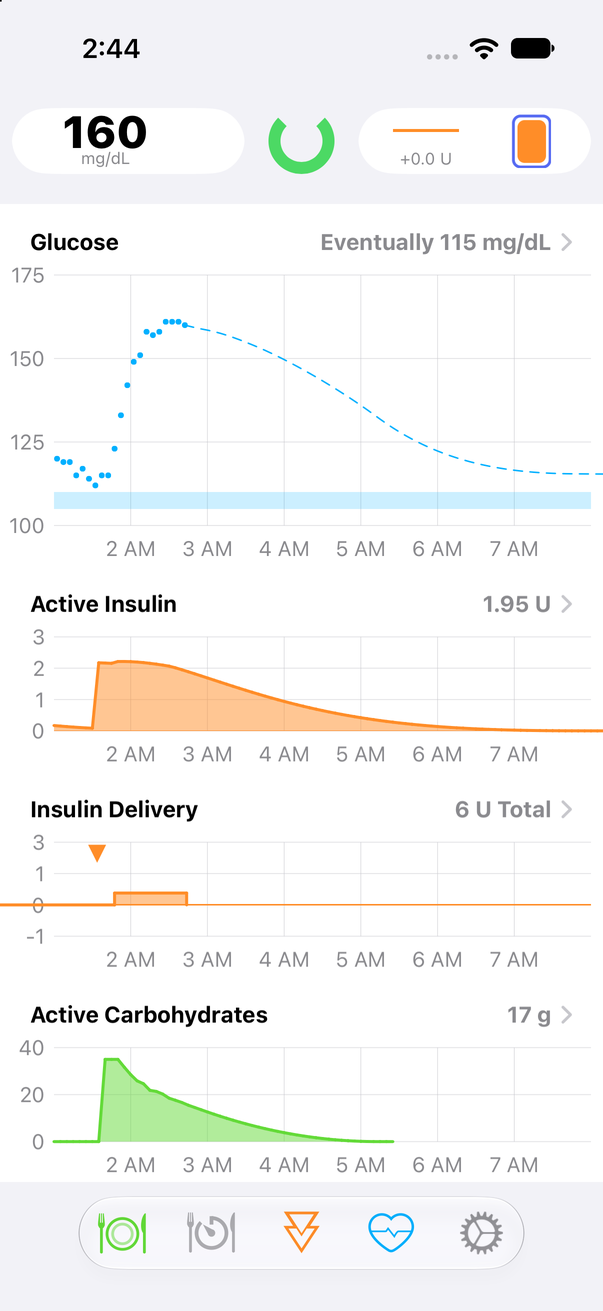 2:44
160
mg/dL
+0.0 U
Glucose Eventually 115 mg/dL
175
150
125
100
2 AM 3 AM 4 AM 5 AM 6 AM 7 AM
Active Insulin 1.95 U
3
2
1
0
2 AM 3 AM 4 AM 5 AM 6 AM 7 AM
Insulin Delivery 6 U Total
3
1
0
-1
2 AM 3 AM 4 AM 5 AM 6 AM 7 AM
Active Carbohydrates 17 g
40
20
0
2 AM 3 AM 4 AM 5 AM 6 AM 7 AM